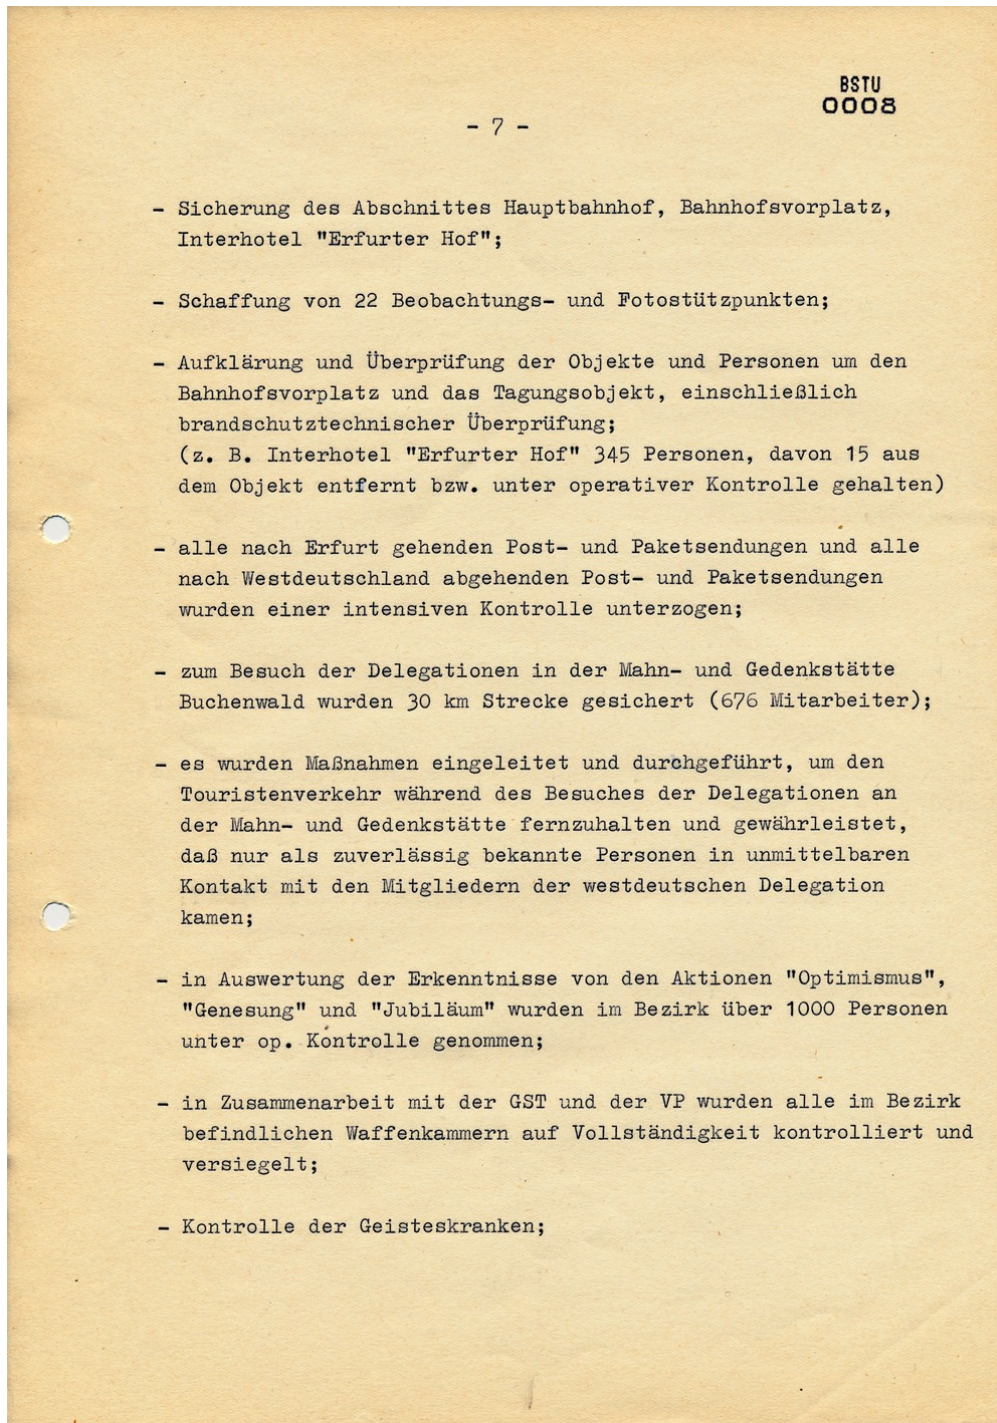 BSTU
0008
- 7 -
- Sicherung des Abschnittes Hauptbahnhof, Bahnhofsvorplatz,
Interhotel "Erfurter Hof";
- Schaffung von 22 Beobachtungs- und Fotostützpunkten;
- Aufklärung und Überprüfung der Objekte und Personen um den
Bahnhofsvorplatz und das Tagungsobjekt, einschließlich
brandschutztechnischer Überprüfung;
(z. B. Interhotel "Erfurter Hof" 345 Personen, davon 15 aus
dem Objekt entfernt bzw. unter operativer Kontrolle gehalten)
- alle nach Erfurt gehenden Post- und Paketsendungen und alle
nach Westdeutschland abgehenden Post- und Paketsendungen
wurden einer intensiven Kontrolle unterzogen;
- zum Besuch der Delegationen in der Mahn- und Gedenkstätte
Buchenwald wurden 30 km Strecke gesichert (676 Mitarbeiter);
- es wurden Maßnahmen eingeleitet und durchgeführt, um den
Touristenverkehr während des Besuches der Delegationen an
der Mahn- und Gedenkstätte fernzuhalten und gewährleistet,
daß nur als zuverlässig bekannte Personen in unmittelbaren
Kontakt mit den Mitgliedern der westdeutschen Delegation
kamen;
- in Auswertung der Erkenntnisse von den Aktionen "Optimismus",
"Genesung" und "Jubiläum" wurden im Bezirk über 1000 Personen
unter op. Kontrolle genommen;
- in Zusammenarbeit mit der GST und der VP wurden alle im Bezirk
befindlichen Waffenkammern auf Vollständigkeit kontrolliert und
versiegelt;
- Kontrolle der Geisteskranken;